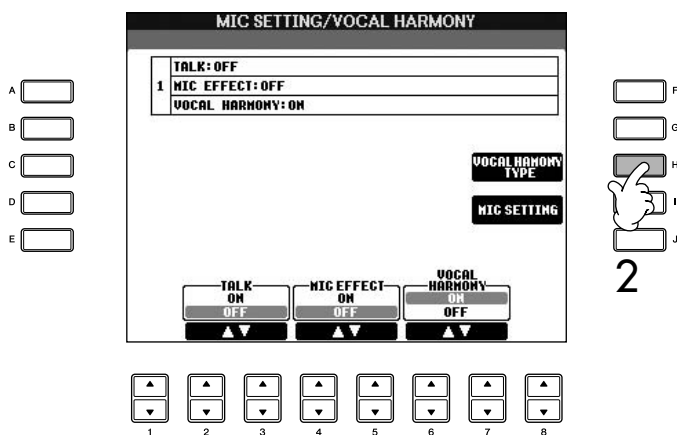 MIC SETTING/VOCAL HARMONY
TALK: OFF
1 MIC EFFECT: OFF
VOCAL HARMONY: ON
A
B
C
D
E
F
G
H
I
J
VOCAL HAMONY
TYPE
MIC SETTING
2
TALK
ON
OFF
MIC EFFECT
ON
OFF
VOCAL
HARMONY
ON
OFF
1 2 3 4 5 6 7 8